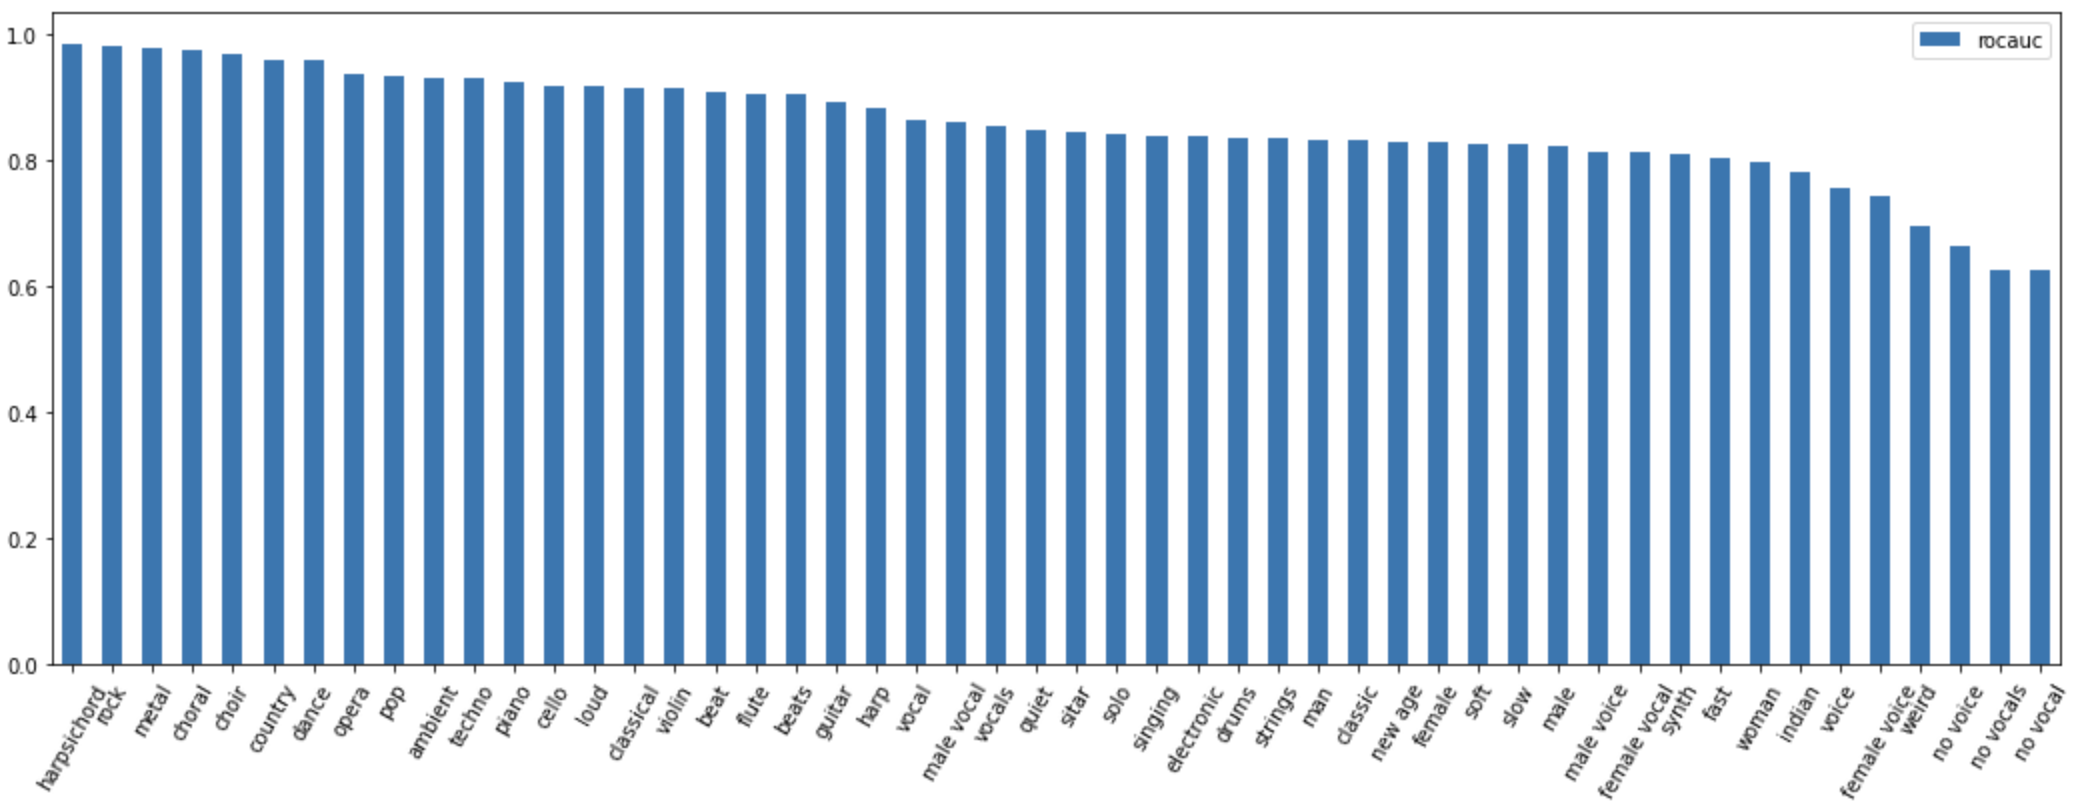 1.0
0.8
0.6
0.4
0.2
0.0
rocauc
harpsichord
rock
metal
choral
choir
country
dance
opera
pop
ambient
techno
piano
cello
loud
classical
violin
beat
flute
beats
guitar
harp
vocal
male vocal
vocals
quiet
sitar
solo
singing
electronic
drums
strings
man
classic
new age
female
soft
slow
male
male voice
female vocal
synth
fast
woman
indian
voice
female voice
weird
no voice
no vocals
no vocal